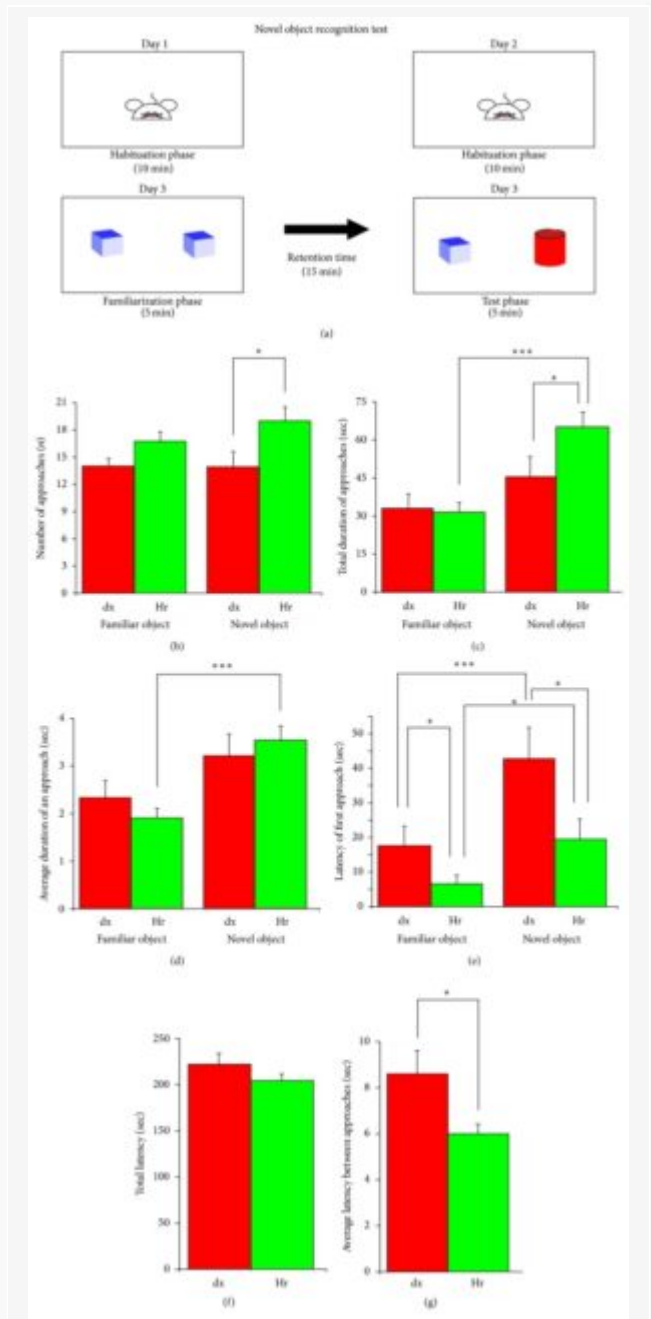 Novel object recognition test
Day 1
Day 2
Habituation phase
(10 min)
Habituation phase
(10 min)
Day 3
Day 3
Retention time
(15 min)
Familiarization phase
(5 min)
Test phase
(5 min)
(a)
*
Number of approaches (n)
21
18
15
12
9
6
3
0
dx
Hr
dx
Hr
Familiar object
Novel object
(b)
***
*
Total duration of approaches (sec)
75
60
45
30
15
0
dx
Hr
dx
Hr
Familiar object
Novel object
(c)
***
Average duration of an approach (sec)
4
3
2
1
0
dx
Hr
dx
Hr
Familiar object
Novel object
(d)
***
*
*
*
Latency of first approach (sec)
50
40
30
20
10
0
dx
Hr
dx
Hr
Familiar object
Novel object
(e)
Total latency (sec)
250
200
150
100
50
0
dx
Hr
(f)
*
Average latency between approaches (sec)
10
8
6
4
2
0
dx
Hr
(g)